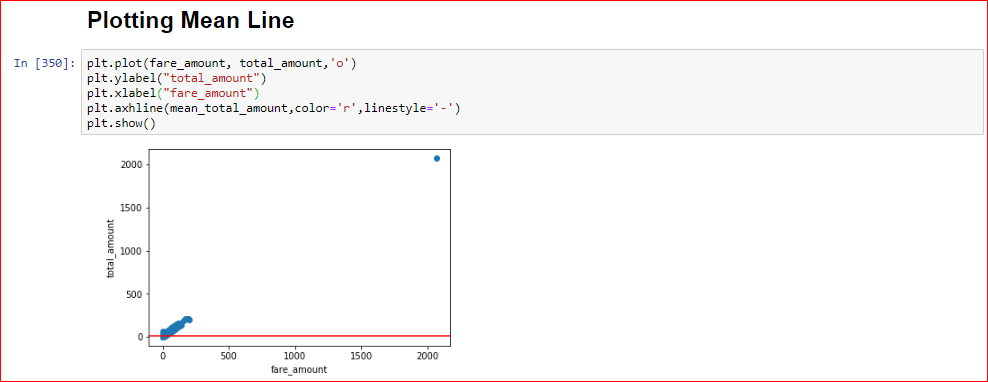 Plotting Mean Line
In [350]: plt.plot(fare_amount, total_amount,'o')
plt.ylabel("total_amount")
plt.xlabel("fare_amount")
plt.axhline(mean_total_amount,color='r',linestyle='-')
plt.show()
2000
1500
1000
500
0
total_amount
0 500 1000 1500 2000
fare_amount